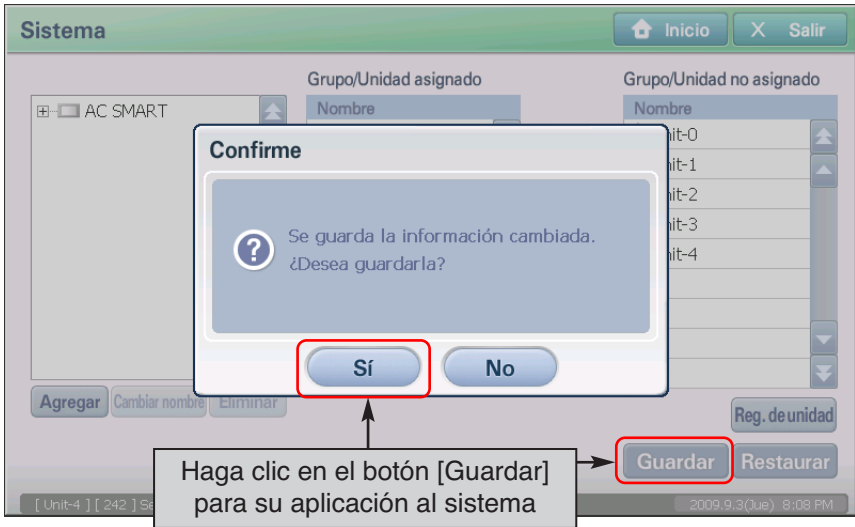 Sistema
Inicio
X Salir
Grupo/Unidad asignado
Grupo/Unidad no asignado
AC SMART
Nombre
Nombre
Confirme
nit-0
nit-1
nit-2
nit-3
nit-4
Se guarda la información cambiada.
¿Desea guardarla?
Sí
No
Agregar
Cambiar nombre
Eliminar
Reg. de unidad
Haga clic en el botón [Guardar]
para su aplicación al sistema
Guardar
Restaurar
[ Unit-4 ] [ 242 ] Se
2009.9.3(Jue) 8:08 PM